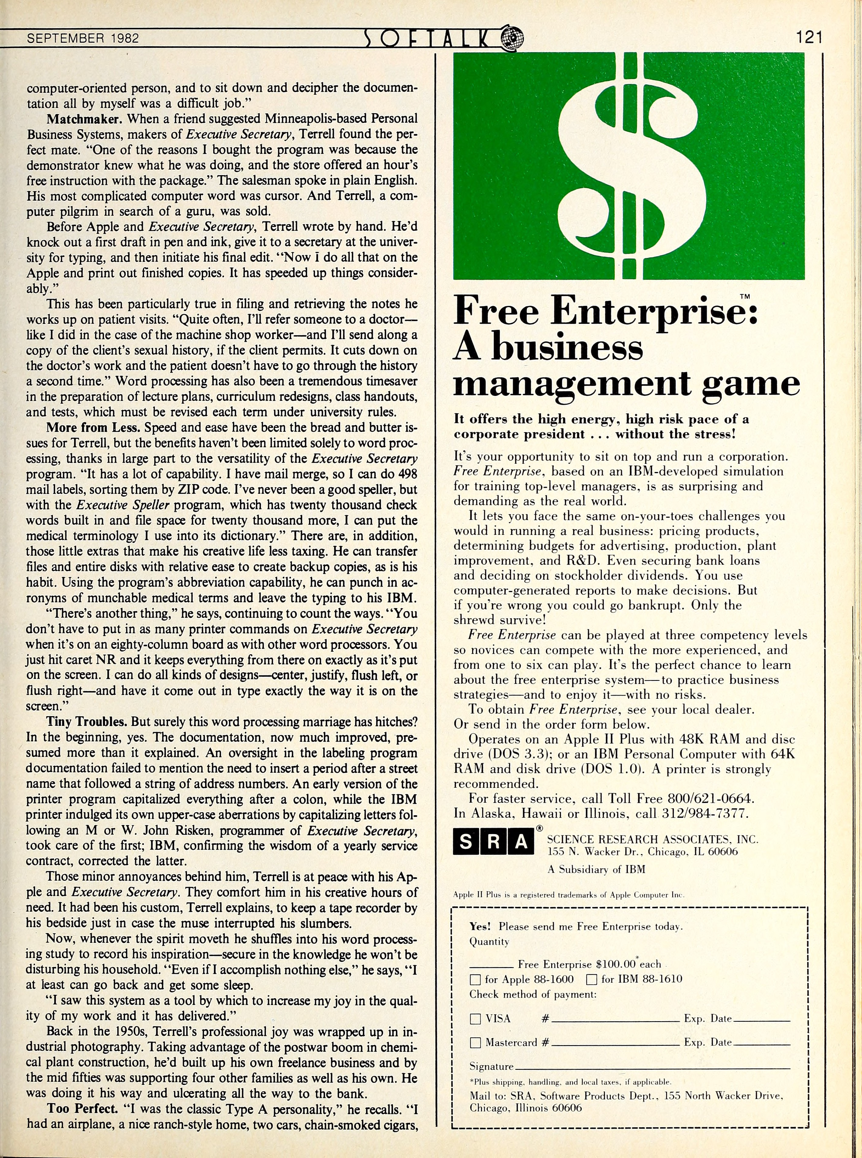 SEPTEMBER 1982
SOFTALK
121
computer-oriented person, and to sit down and decipher the documen-
tation all by myself was a difficult job."
Matchmaker. When a friend suggested Minneapolis-based Personal
Business Systems, makers of Executive Secretary, Terrell found the per-
fect mate. "One of the reasons I bought the program was because the
demonstrator knew what he was doing, and the store offered an hour's
free instruction with the package." The salesman spoke in plain English.
His most complicated computer word was cursor. And Terrell, a com-
puter pilgrim in search of a guru, was sold.
Before Apple and Executive Secretary, Terrell wrote by hand. He'd
knock out a first draft in pen and ink, give it to a secretary at the univer-
sity for typing, and then initiate his final edit. "Now I do all that on the
Apple and print out finished copies. It has speeded up things consider-
ably."
This has been particularly true in filing and retrieving the notes he
works up on patient visits. "Quite often, I'll refer someone to a doctor—
like I did in the case of the machine shop worker—and I'll send along a
copy of the client's sexual history, if the client permits. It cuts down on
the doctor's work and the patient doesn't have to go through the history
a second time." Word processing has also been a tremendous timesaver
in the preparation of lecture plans, curriculum redesigns, class handouts,
and tests, which must be revised each term under university rules.
More from Less. Speed and ease have been the bread and butter is-
sues for Terrell, but the benefits haven't been limited solely to word proc-
essing, thanks in large part to the versatility of the Executive Secretary
program. "It has a lot of capability. I have mail merge, so I can do 498
mail labels, sorting them by ZIP code. I've never been a good speller, but
with the Executive Speller program, which has twenty thousand check
words built in and file space for twenty thousand more, I can put the
medical terminology I use into its dictionary." There are, in addition,
those little extras that make his creative life less taxing. He can transfer
files and entire disks with relative ease to create backup copies, as is his
habit. Using the program's abbreviation capability, he can punch in ac-
ronyms of munchable medical terms and leave the typing to his IBM.
"There's another thing," he says, continuing to count the ways. "You
don't have to put in as many printer commands on Executive Secretary
when it's on an eighty-column board as with other word processors. You
just hit caret NR and it keeps everything from there on exactly as it's put
on the screen. I can do all kinds of designs—center, justify, flush left, or
flush right—and have it come out in type exactly the way it is on the
screen."
Tiny Troubles. But surely this word processing marriage has hitches?
In the beginning, yes. The documentation, now much improved, pre-
sumed more than it explained. An oversight in the labeling program
documentation failed to mention the need to insert a period after a street
name that followed a string of address numbers. An early version of the
printer program capitalized everything after a colon, while the IBM
printer indulged its own upper-case aberrations by capitalizing letters fol-
lowing an M or W. John Risken, programmer of Executive Secretary,
took care of the first; IBM, confirming the wisdom of a yearly service
contract, corrected the latter.
Those minor annoyances behind him, Terrell is at peace with his Ap-
ple and Executive Secretary. They comfort him in his creative hours of
need. It had been his custom, Terrell explains, to keep a tape recorder by
his bedside just in case the muse interrupted his slumbers.
Now, whenever the spirit moveth he shuffles into his word process-
ing study to record his inspiration—secure in the knowledge he won't be
disturbing his household. "Even if I accomplish nothing else," he says, "I
at least can go back and get some sleep.
"I saw this system as a tool by which to increase my joy in the qual-
ity of my work and it has delivered."
Back in the 1950s, Terrell's professional joy was wrapped up in in-
dustrial photography. Taking advantage of the postwar boom in chemi-
cal plant construction, he'd built up his own freelance business and by
the mid fifties was supporting four other families as well as his own. He
was doing it his way and ulcerating all the way to the bank.
Too Perfect. "I was the classic Type A personality," he recalls. "I
had an airplane, a nice ranch-style home, two cars, chain-smoked cigars,
$
Free Enterprise™:
A business
management game
It offers the high energy, high risk pace of a
corporate president . . . without the stress!
It's your opportunity to sit on top and run a corporation.
Free Enterprise, based on an IBM-developed simulation
for training top-level managers, is as surprising and
demanding as the real world.
It lets you face the same on-your-toes challenges you
would in running a real business: pricing products,
determining budgets for advertising, production, plant
improvement, and R&D. Even securing bank loans
and deciding on stockholder dividends. You use
computer-generated reports to make decisions. But
if you're wrong you could go bankrupt. Only the
shrewd survive!
Free Enterprise can be played at three competency levels
so novices can compete with the more experienced, and
from one to six can play. It's the perfect chance to learn
about the free enterprise system—to practice business
strategies—and to enjoy it—with no risks.
To obtain Free Enterprise, see your local dealer.
Or send in the order form below.
Operates on an Apple II Plus with 48K RAM and disc
drive (DOS 3.3); or an IBM Personal Computer with 64K
RAM and disk drive (DOS 1.0). A printer is strongly
recommended.
For faster service, call Toll Free 800/621-0664.
In Alaska, Hawaii or Illinois, call 312/984-7377.
SRA®
SCIENCE RESEARCH ASSOCIATES, INC.
155 N. Wacker Dr., Chicago, IL 60606
A Subsidiary of IBM
Apple II Plus is a registered trademarks of Apple Computer Inc.
Yes! Please send me Free Enterprise today.
Quantity
______ Free Enterprise $100.00* each
☐ for Apple 88-1600 ☐ for IBM 88-1610
Check method of payment:
☐ VISA #__________ Exp. Date______
☐ Mastercard #__________ Exp. Date______
Signature__________
*Plus shipping, handling, and local taxes, if applicable.
Mail to: SRA, Software Products Dept., 155 North Wacker Drive,
Chicago, Illinois 60606